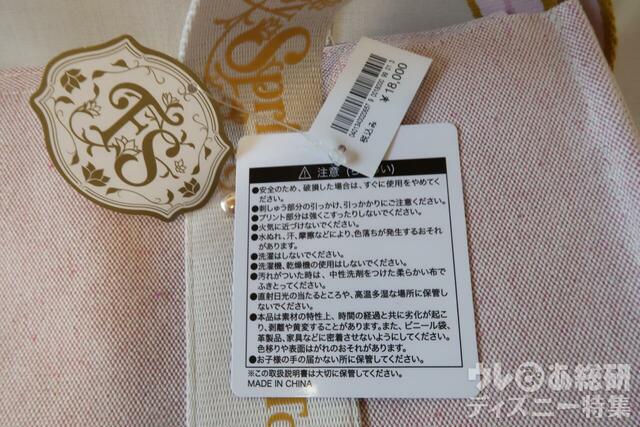 FS
Spri
To
¥18,000
税込み
⚠ 注意
●安全のため、破損した場合は、すぐに使用をやめてく
ださい。
●刺しゅう部分の引っかけ、引っかかりにご注意ください。
●プリント部分は強くこすったりしないでください。
●火気に近づけないでください。
●水ぬれ、汗、摩擦などにより、色落ちが発生するおそれ
があります。
●洗濯はしないでください。
●洗濯機、乾燥機の使用はしないでください。
●汚れがついた時は、中性洗剤をつけた柔らかい布で
ふきとってください。
●直射日光の当たるところや、高温多湿な場所に保管し
ないでください。
●本品は素材の特性上、時間の経過と共に劣化が起こ
り、剥離や黄変することがあります。また、ビニール袋、
革製品、家具などに密着させないようにしてください。
色移りや表面はがれのおそれがあります。
●お子様の手の届かない所に保管してください。
※この取扱説明書は大切に保管してください。
MADE IN CHINA
ウレぴあ総研
ディズニー特集